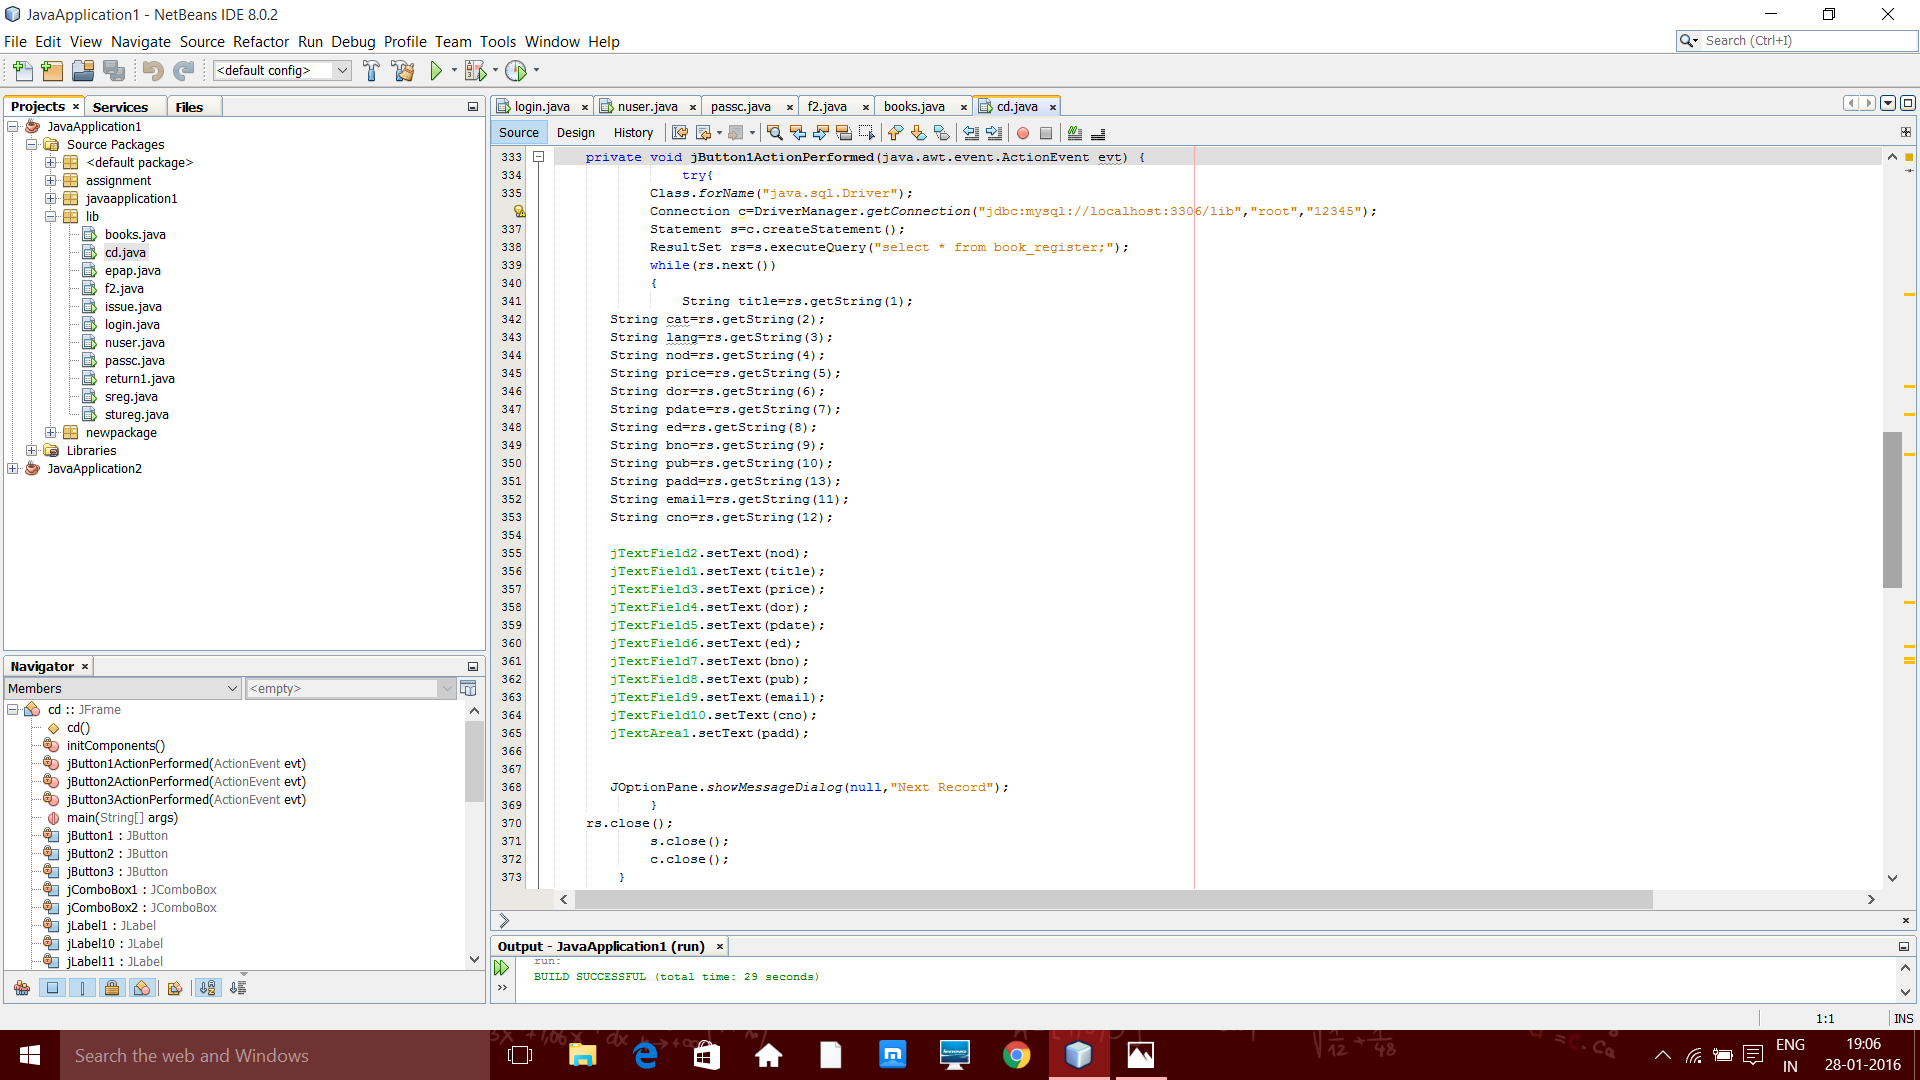 JavaApplication1 - NetBeans IDE 8.0.2
File Edit View Navigate Source Refactor Run Debug Profile Team Tools Window Help
Search (Ctrl+I)
<default config>
Projects
Services
Files
JavaApplication1
Source Packages
<default package>
assignment
javaapplication1
lib
books.java
cd.java
epap.java
f2.java
issue.java
login.java
nuser.java
passc.java
return1.java
sreg.java
stureg.java
newpackage
Libraries
JavaApplication2
Navigator
Members
<empty>
cd :: JFrame
cd()
initComponents()
jButton1ActionPerformed(ActionEvent evt)
jButton2ActionPerformed(ActionEvent evt)
jButton3ActionPerformed(ActionEvent evt)
main(String[] args)
jButton1 : JButton
jButton2 : JButton
jButton3 : JButton
jComboBox1 : JComboBox
jComboBox2 : JComboBox
jLabel1 : JLabel
jLabel10 : JLabel
jLabel11 : JLabel
login.java nuser.java passc.java f2.java books.java cd.java
Source Design History
333 private void jButton1ActionPerformed(java.awt.event.ActionEvent evt) {
334 try{
335 Class.forName("java.sql.Driver");
Connection c=DriverManager.getConnection("jdbc:mysql://localhost:3306/lib","root","12345");
337 Statement s=c.createStatement();
338 ResultSet rs=s.executeQuery("select * from book_register;");
339 while(rs.next())
340 {
341 String title=rs.getString(1);
342 String cat=rs.getString(2);
343 String lang=rs.getString(3);
344 String nod=rs.getString(4);
345 String price=rs.getString(5);
346 String dor=rs.getString(6);
347 String pdate=rs.getString(7);
348 String ed=rs.getString(8);
349 String bno=rs.getString(9);
350 String pub=rs.getString(10);
351 String padd=rs.getString(13);
352 String email=rs.getString(11);
353 String cno=rs.getString(12);
354
355 jTextField2.setText(nod);
356 jTextField1.setText(title);
357 jTextField3.setText(price);
358 jTextField4.setText(dor);
359 jTextField5.setText(pdate);
360 jTextField6.setText(ed);
361 jTextField7.setText(bno);
362 jTextField8.setText(pub);
363 jTextField9.setText(email);
364 jTextField10.setText(cno);
365 jTextArea1.setText(padd);
366
367
368 JOptionPane.showMessageDialog(null,"Next Record");
369 }
370 rs.close();
371 s.close();
372 c.close();
373 }
Output - JavaApplication1 (run)
run:
BUILD SUCCESSFUL (total time: 29 seconds)
1:1 INS
Search the web and Windows
ENG
IN
19:06
28-01-2016